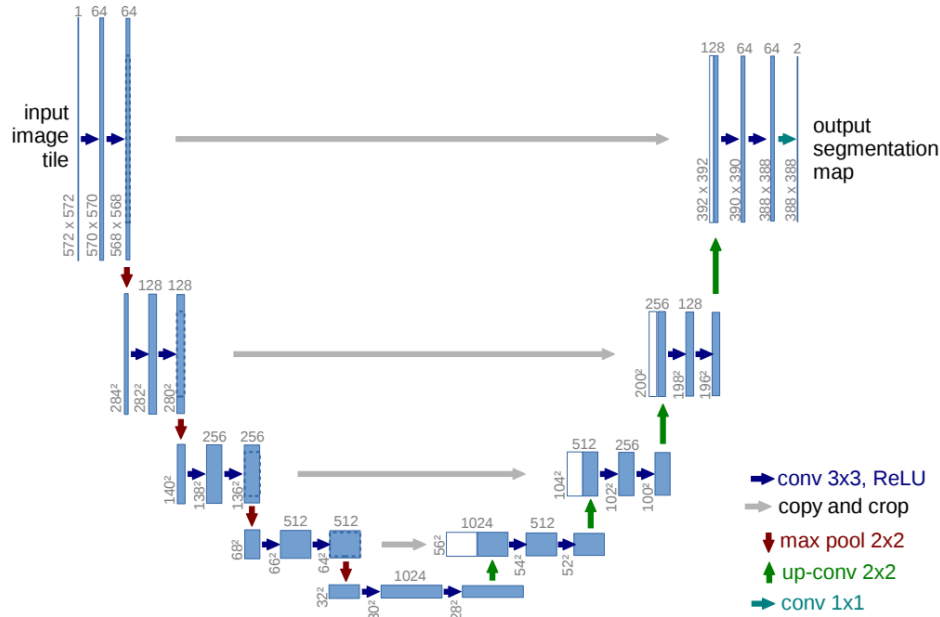 1 64 64
input
image
tile
572 x 572
570 x 570
568 x 568
128 64 64 2
392 x 392
390 x 390
388 x 388
388 x 388
output
segmentation
map
128 128
284²
282²
280²
256 128
200²
198²
196²
256 256
140²
138²
136²
512 256
104²
102²
100²
512 512
68²
66²
64²
1024 512
56²
54²
52²
1024
32²
30²
28²
conv 3x3, ReLU
copy and crop
max pool 2x2
up-conv 2x2
conv 1x1